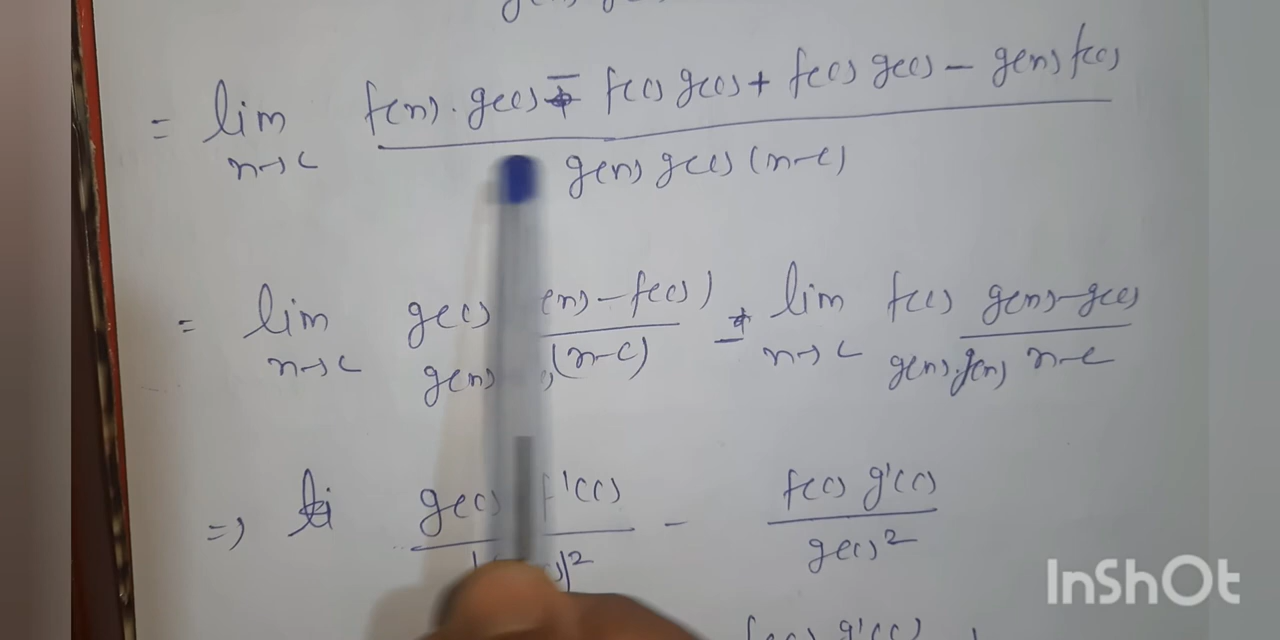 = lim f(n).g(c) - f(c) g(c) + f(c) g(c) - g(n) f(c)
n→c g(n) g(c) (n-c)
= lim g(c) (n) - f(c)) - lim f(c) g(n)-g(c)
n→c g(n) (n-c) n→c g(n).g(n) n-c
=> g(c) f'(c) - f(c) g'(c)
)|² g(c)²
f(c) g'(c)
InShOt